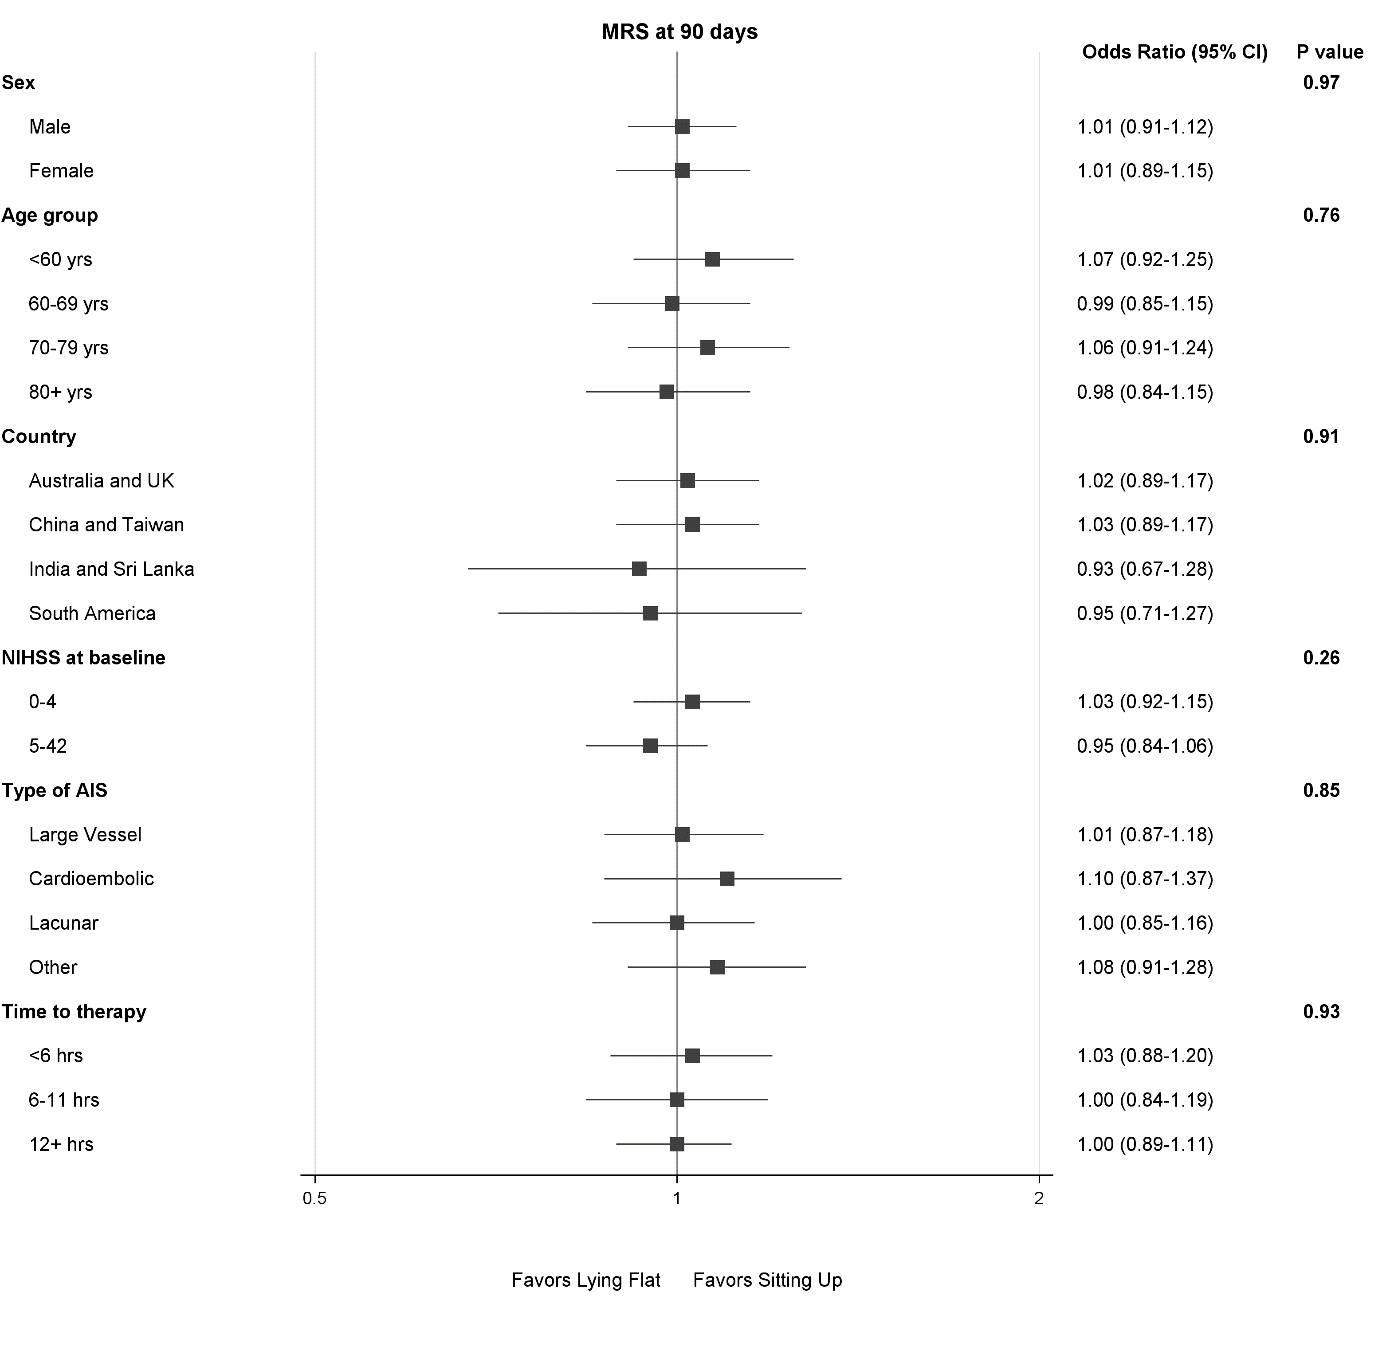 MRS at 90 days
Odds Ratio (95% CI) P value
Sex 0.97
Male 1.01 (0.91-1.12)
Female 1.01 (0.89-1.15)
Age group 0.76
<60 yrs 1.07 (0.92-1.25)
60-69 yrs 0.99 (0.85-1.15)
70-79 yrs 1.06 (0.91-1.24)
80+ yrs 0.98 (0.84-1.15)
Country 0.91
Australia and UK 1.02 (0.89-1.17)
China and Taiwan 1.03 (0.89-1.17)
India and Sri Lanka 0.93 (0.67-1.28)
South America 0.95 (0.71-1.27)
NIHSS at baseline 0.26
0-4 1.03 (0.92-1.15)
5-42 0.95 (0.84-1.06)
Type of AIS 0.85
Large Vessel 1.01 (0.87-1.18)
Cardioembolic 1.10 (0.87-1.37)
Lacunar 1.00 (0.85-1.16)
Other 1.08 (0.91-1.28)
Time to therapy 0.93
<6 hrs 1.03 (0.88-1.20)
6-11 hrs 1.00 (0.84-1.19)
12+ hrs 1.00 (0.89-1.11)
0.5 1 2
Favors Lying Flat Favors Sitting Up